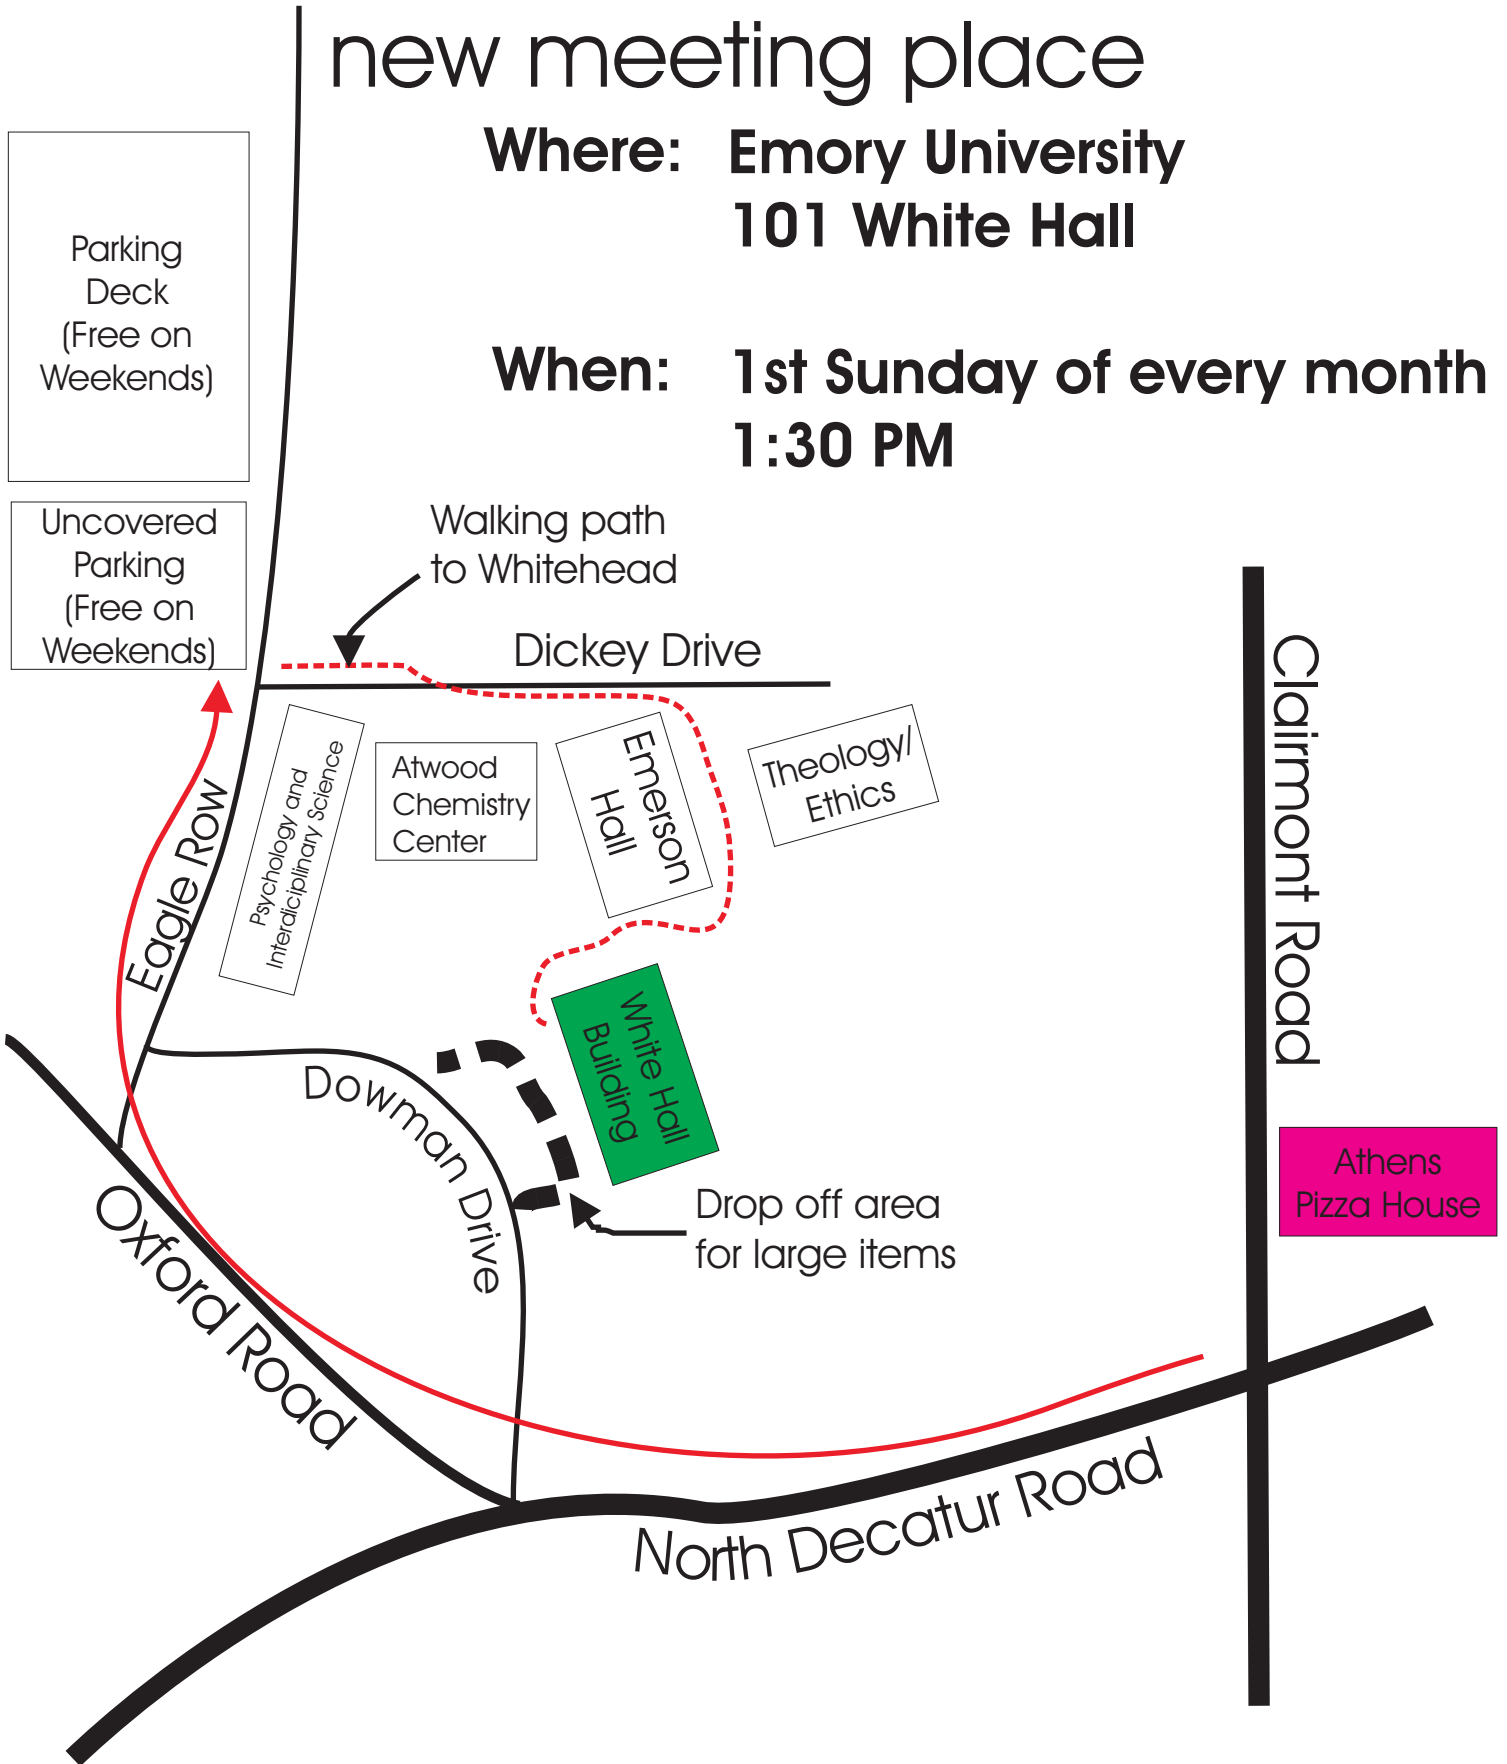 new meeting place
Where: Emory University
101 White Hall
When: 1st Sunday of every month
1:30 PM
Parking
Deck
(Free on
Weekends)
Uncovered
Parking
(Free on
Weekends)
Walking path
to Whitehead
Dickey Drive
Clairmont Road
Eagle Row
Psychology and
Interdiciplinary Science
Atwood
Chemistry
Center
Emerson
Hall
Theology/
Ethics
White Hall
Building
Dowman Drive
Drop off area
for large items
Athens
Pizza House
Oxford Road
North Decatur Road